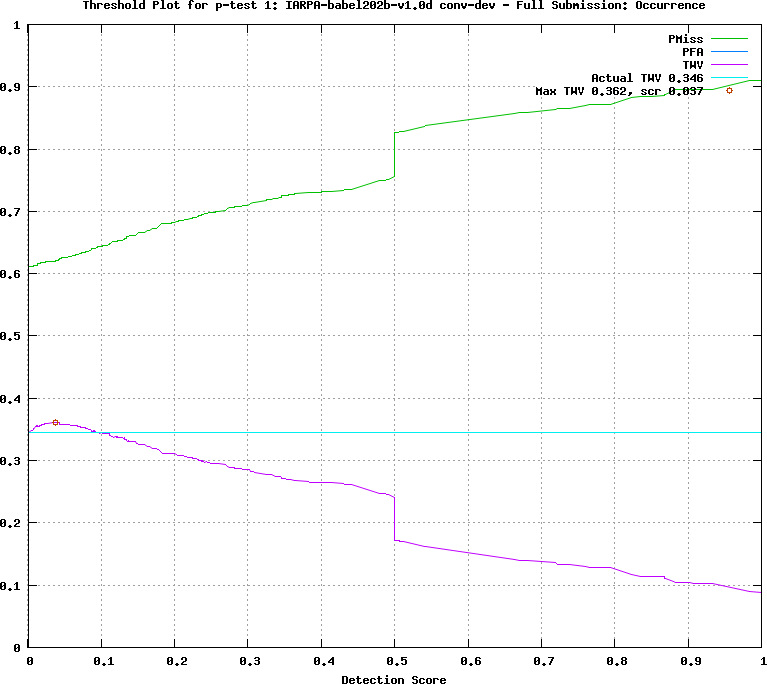 Threshold Plot for p-test 1: IARPA-babel202b-v1.0d conv-dev - Full Submission: Occurrence
PMiss
PFA
TWV
Actual TWV 0.346
Max TWV 0.362, scr 0.037
1
0.9
0.8
0.7
0.6
0.5
0.4
0.3
0.2
0.1
0
0 0.1 0.2 0.3 0.4 0.5 0.6 0.7 0.8 0.9 1
Detection Score